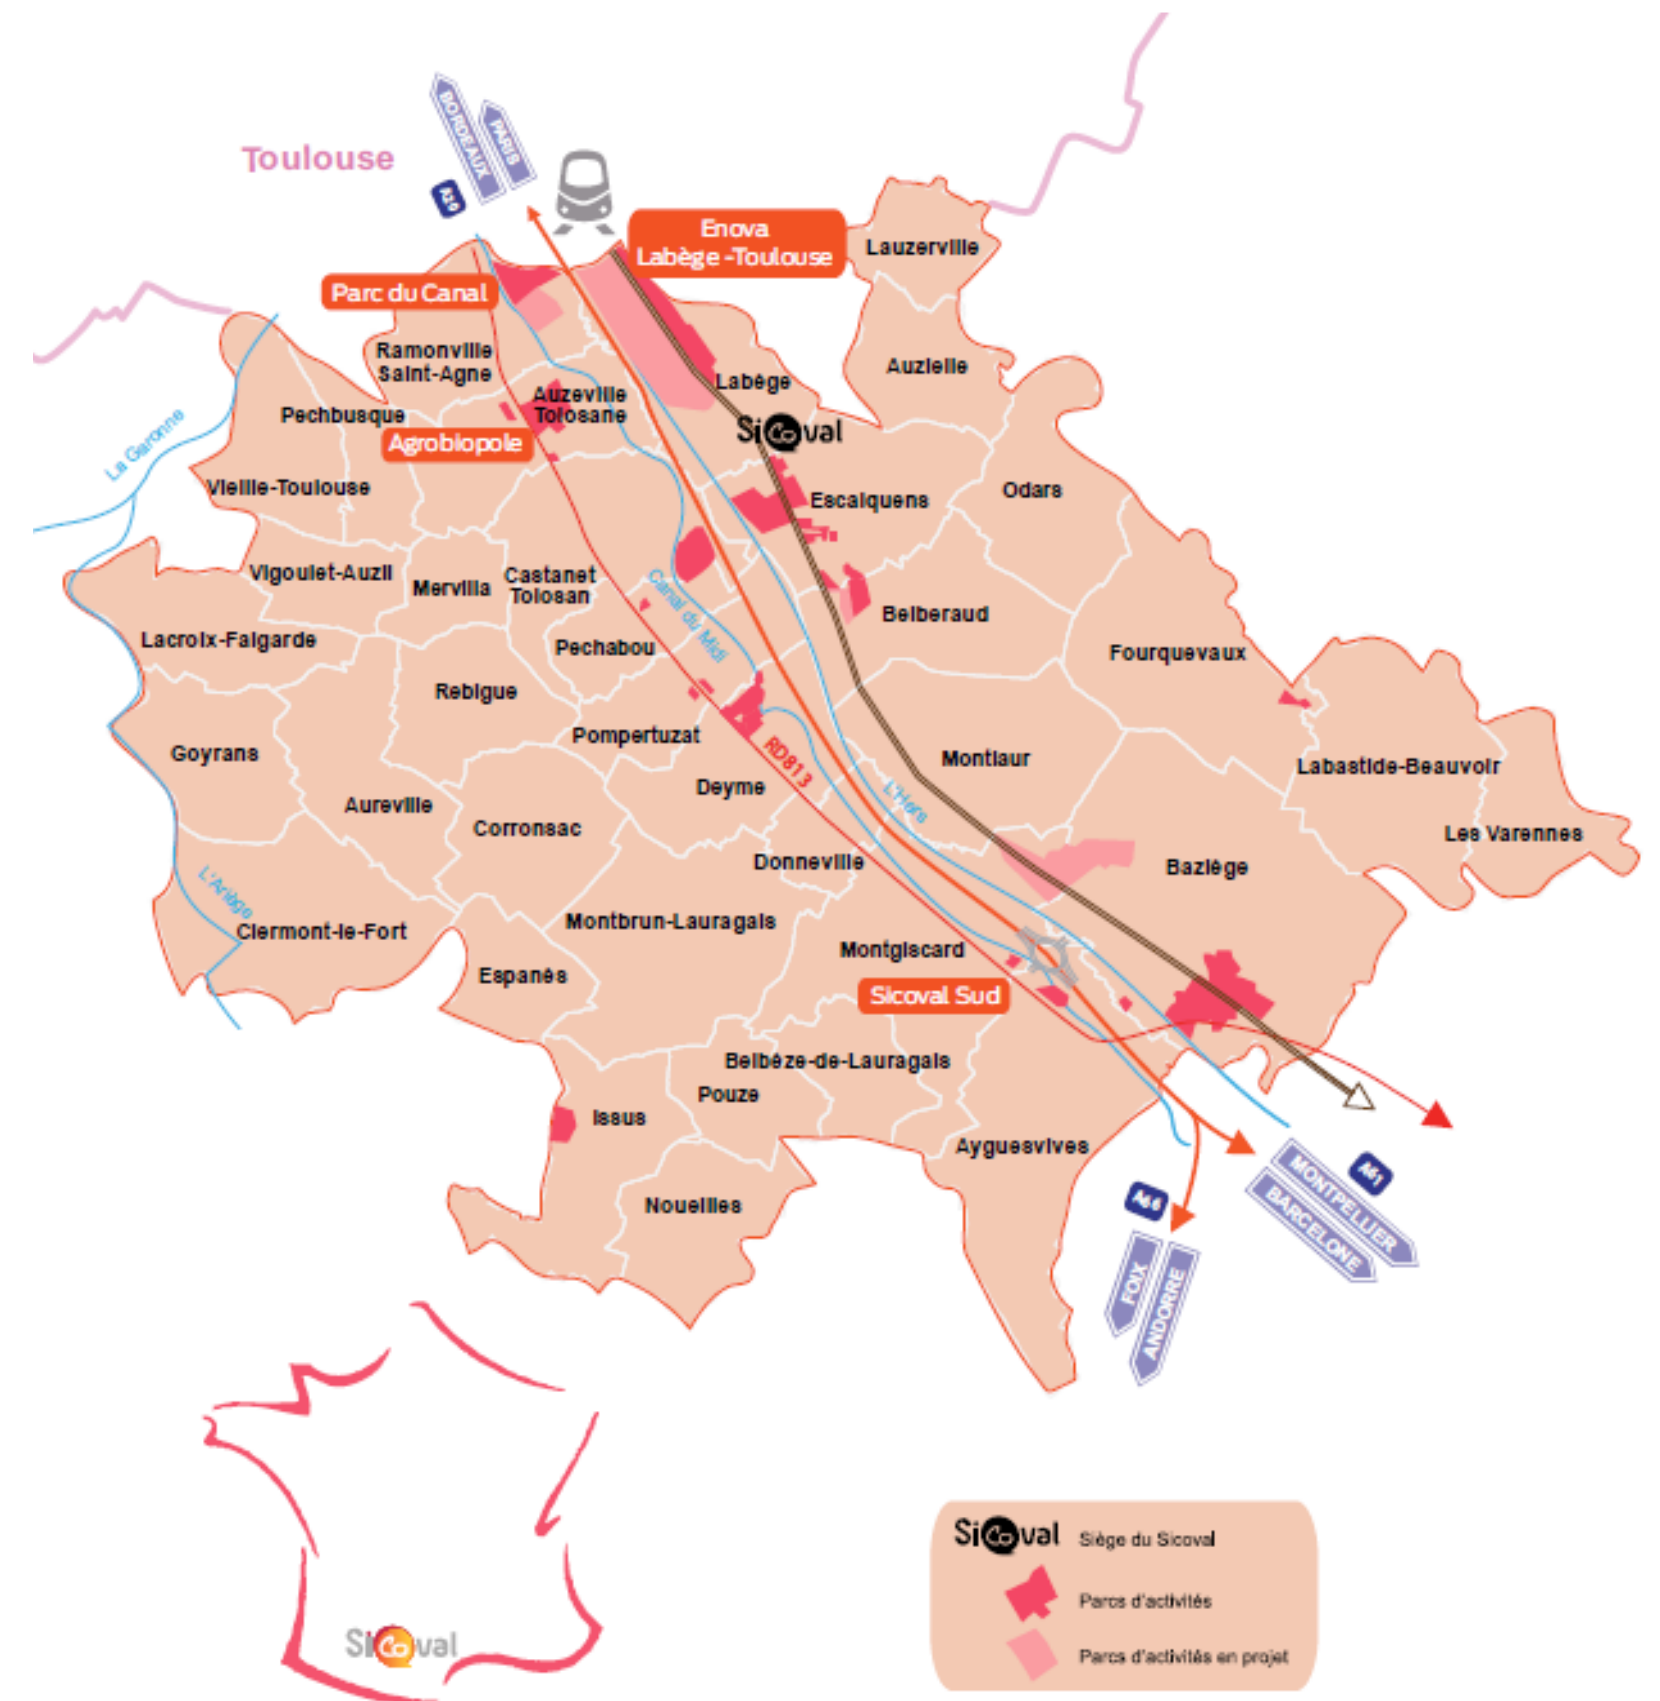 BORDEAUX
PARIS
Toulouse
A20
Enova
Labège -Toulouse
Lauzerville
Parc du Canal
Ramonville
Saint-Agne
Auzielle
Labège
Auzeville
Tolosane
Pechbusque
Sicoval
Agrobiopole
La Garonne
Vieille-Toulouse
Escalquens
Odars
Vigoulet-Auzil
Mervilla
Castanet
Tolosan
Canal du Midi
Belberaud
Lacroix-Falgarde
Pechabou
Fourquevaux
Rebigue
Pompertuzat
Goyrans
RD813
Montlaur
Labastide-Beauvoir
Deyme
L'Hers
Aureville
Corronsac
Les Varennes
Donneville
Baziège
L'Ariège
Clermont-le-Fort
Montbrun-Lauragais
Montgiscard
Espanès
Sicoval Sud
Belbèze-de-Lauragais
Pouze
Issus
Ayguesvives
Noueilles
A66
A61
MONTPELLIER
BARCELONE
FOIX
ANDORRE
Sicoval
Siège du Sicoval
Parcs d'activités
Parcs d'activités en projet
Sicoval